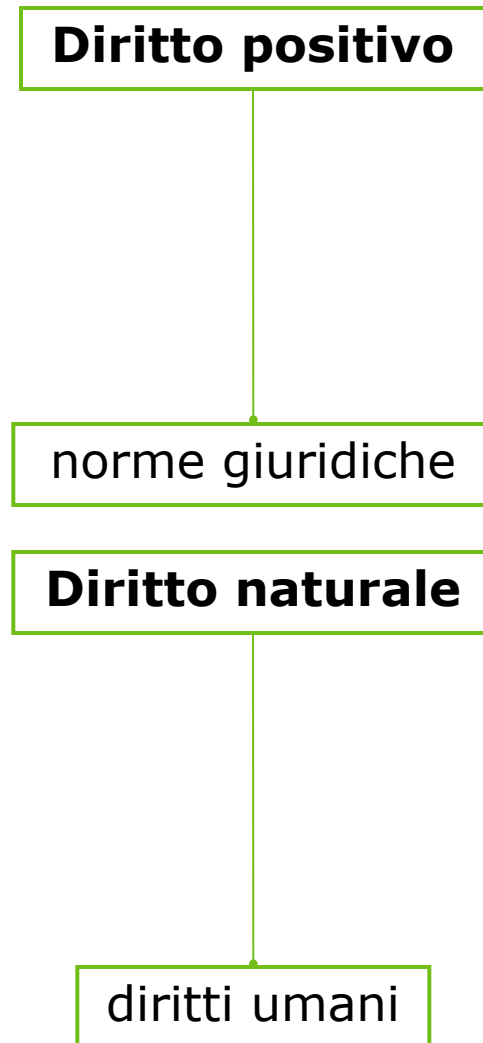 Diritto positivo
norme giuridiche
Diritto naturale
diritti umani